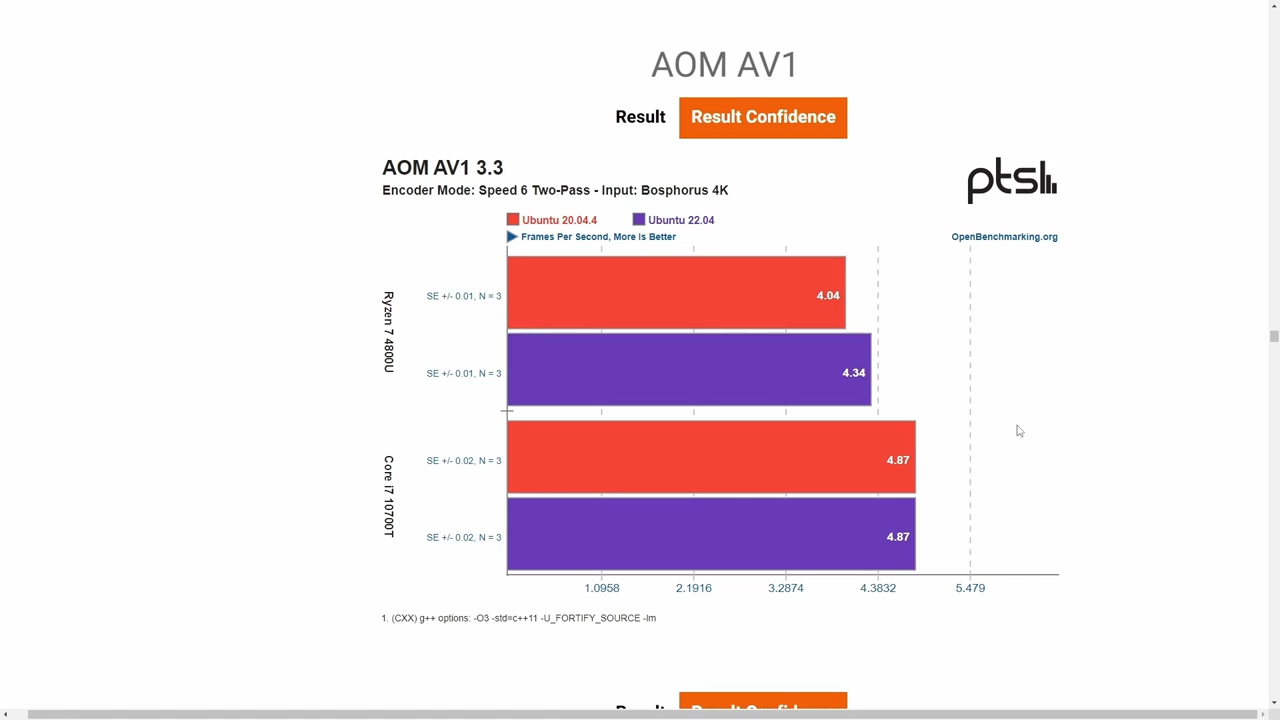 AOM AV1
Result Result Confidence
AOM AV1 3.3
Encoder Mode: Speed 6 Two-Pass - Input: Bosphorus 4K
ptsl
Ubuntu 20.04.4 Ubuntu 22.04
Frames Per Second, More Is Better OpenBenchmarking.org
Ryzen 7 4800U
SE +/- 0.01, N = 3 4.04
SE +/- 0.01, N = 3 4.34
Core i7 10700T
SE +/- 0.02, N = 3 4.87
SE +/- 0.02, N = 3 4.87
1.0958 2.1916 3.2874 4.3832 5.479
1. (CXX) g++ options: -O3 -std=c++11 -U_FORTIFY_SOURCE -lm
Result Result Confidence